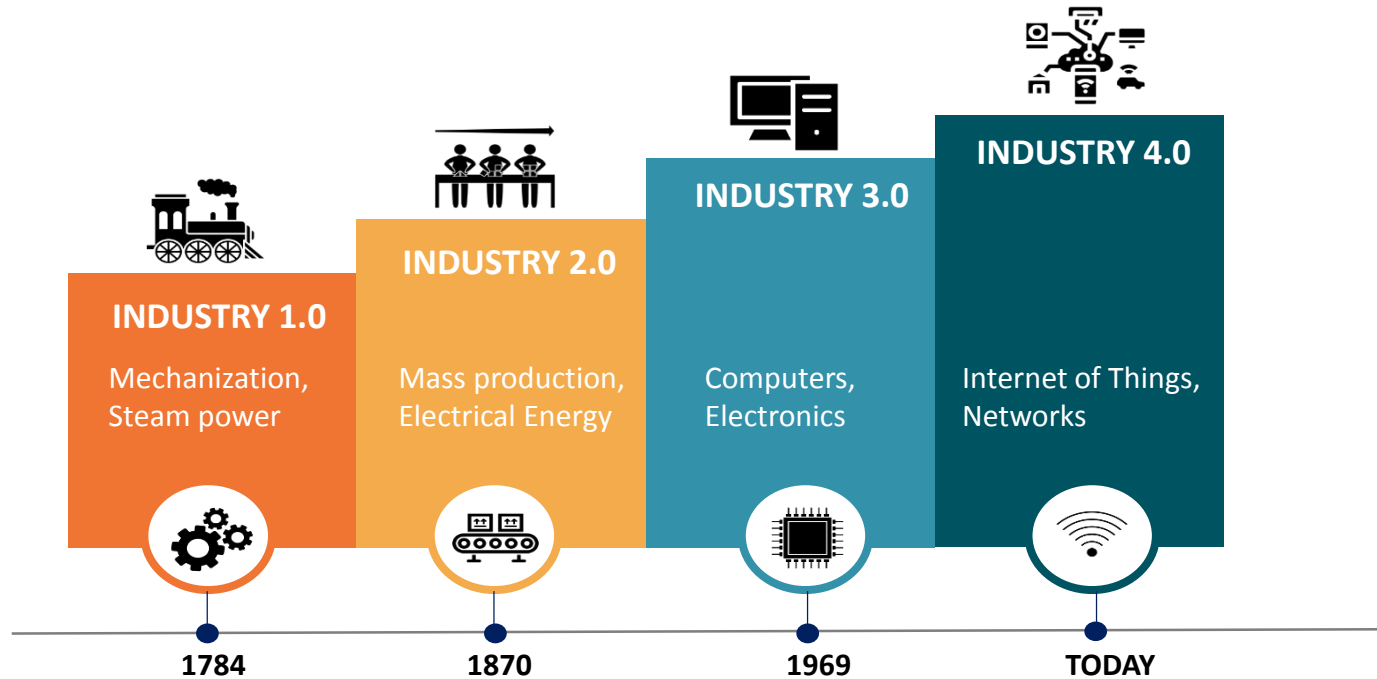 INDUSTRY 1.0
Mechanization,
Steam power
INDUSTRY 2.0
Mass production,
Electrical Energy
INDUSTRY 3.0
Computers,
Electronics
INDUSTRY 4.0
Internet of Things,
Networks
1784
1870
1969
TODAY